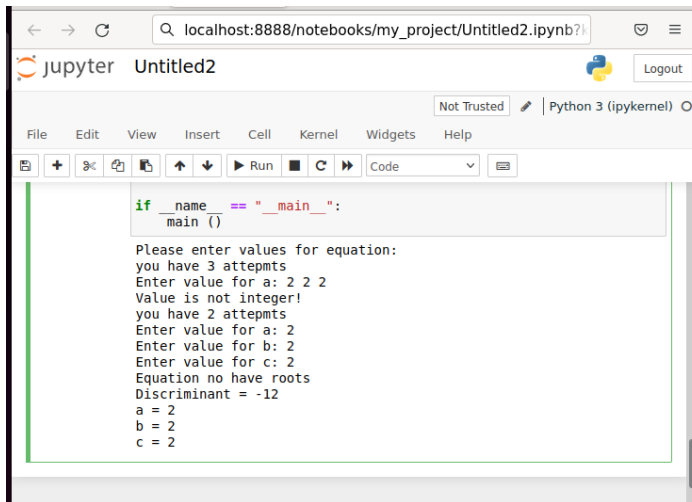 localhost:8888/notebooks/my_project/Untitled2.ipynb?
jupyter Untitled2
Logout
Not Trusted Python 3 (ipykernel)
File Edit View Insert Cell Kernel Widgets Help
Run Code
if __name__ == "__main__":
    main ()
Please enter values for equation:
you have 3 attepmts
Enter value for a: 2 2 2
Value is not integer!
you have 2 attepmts
Enter value for a: 2
Enter value for b: 2
Enter value for c: 2
Equation no have roots
Discriminant = -12
a = 2
b = 2
c = 2